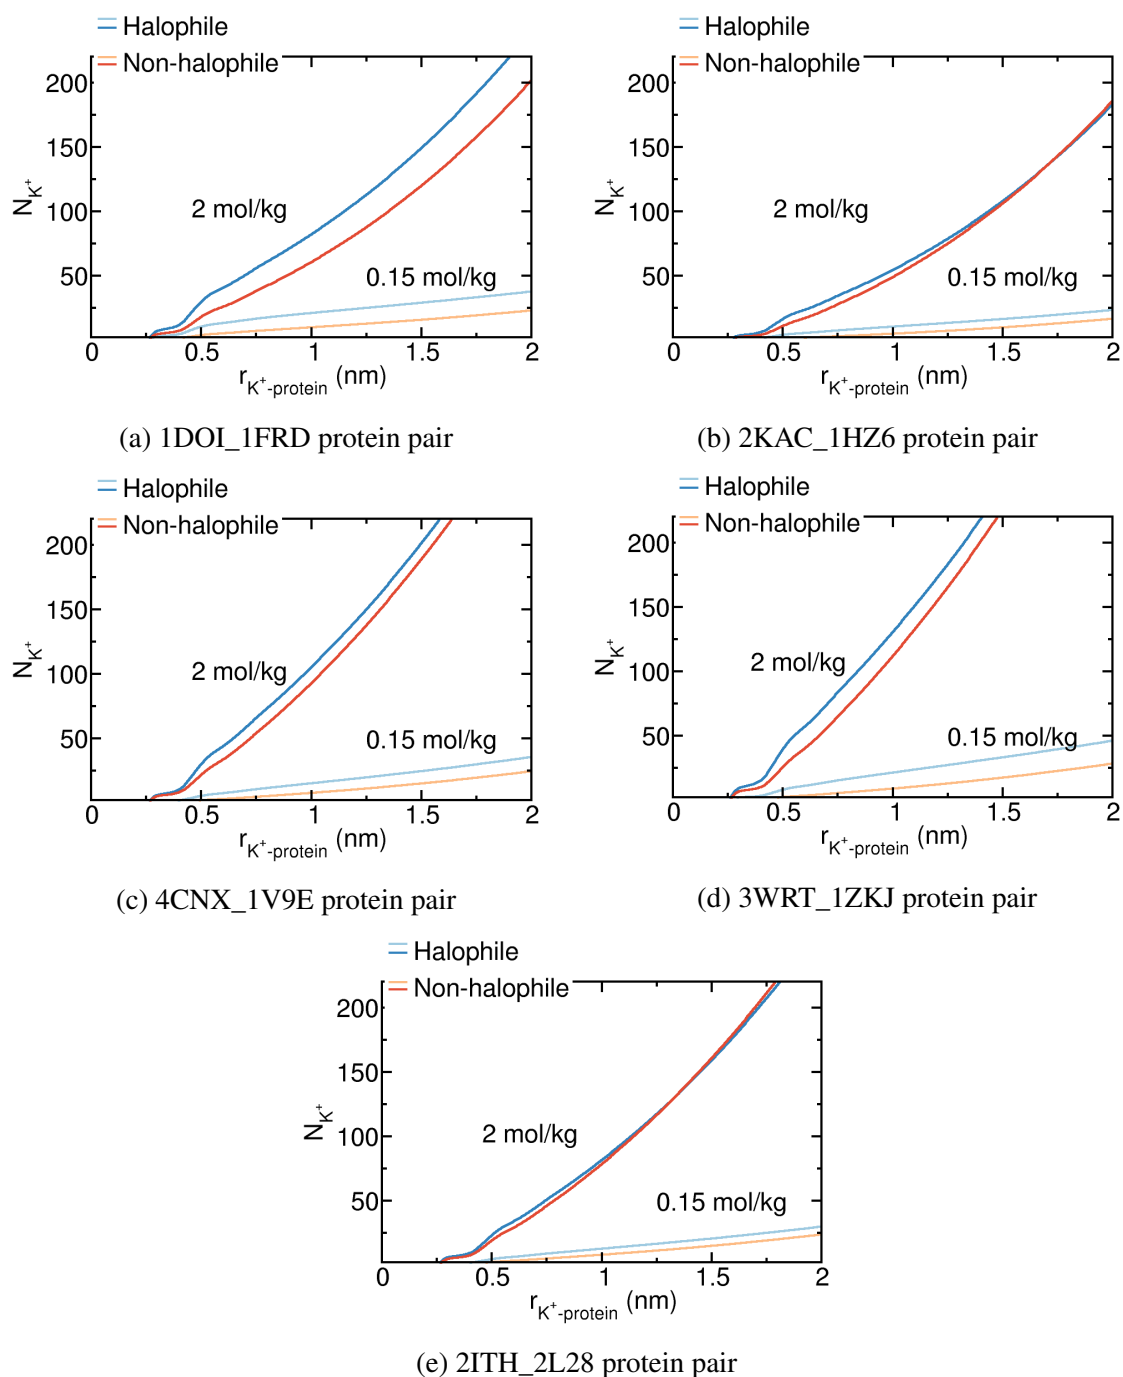 Halophile
Non-halophile
200
150
100
50
N_K+
2 mol/kg
0.15 mol/kg
0 0.5 1 1.5 2
r_K+-protein (nm)
(a) 1DOI_1FRD protein pair
Halophile
Non-halophile
200
150
100
50
N_K+
2 mol/kg
0.15 mol/kg
0 0.5 1 1.5 2
r_K+-protein (nm)
(b) 2KAC_1HZ6 protein pair
Halophile
Non-halophile
200
150
100
50
N_K+
2 mol/kg
0.15 mol/kg
0 0.5 1 1.5 2
r_K+-protein (nm)
(c) 4CNX_1V9E protein pair
Halophile
Non-halophile
200
150
100
50
N_K+
2 mol/kg
0.15 mol/kg
0 0.5 1 1.5 2
r_K+-protein (nm)
(d) 3WRT_1ZKJ protein pair
Halophile
Non-halophile
200
150
100
50
N_K+
2 mol/kg
0.15 mol/kg
0 0.5 1 1.5 2
r_K+-protein (nm)
(e) 2ITH_2L28 protein pair